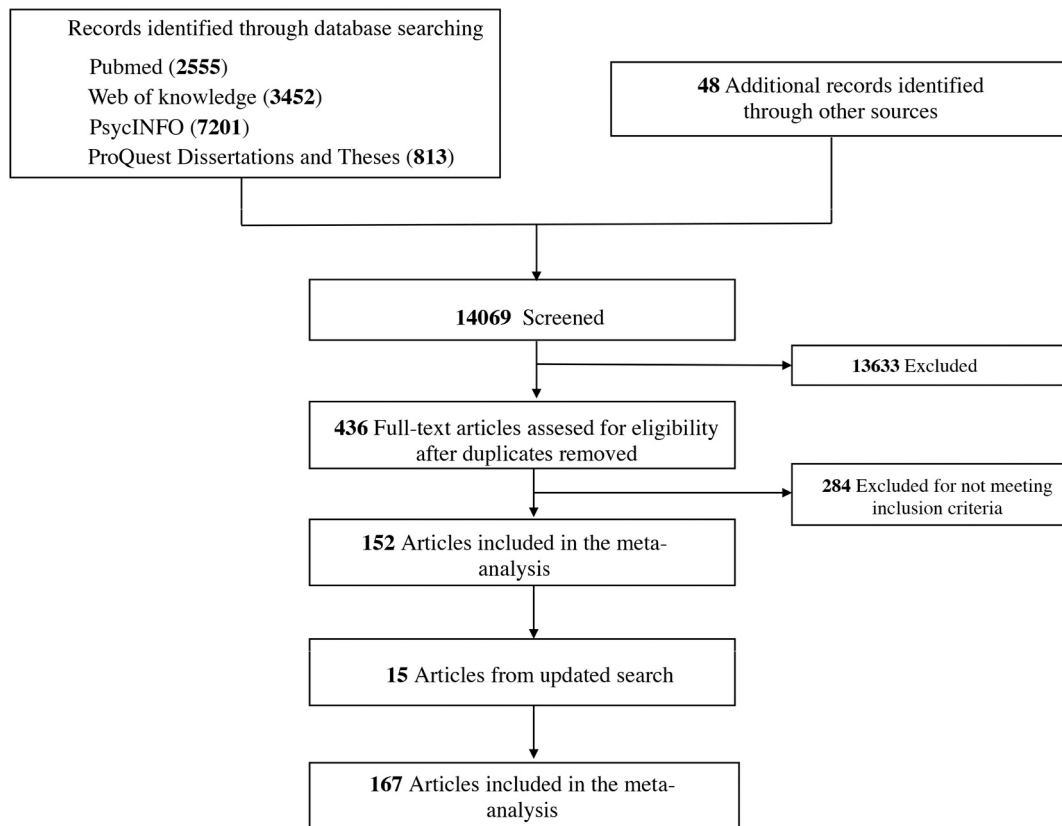 Records identified through database searching
Pubmed (2555)
Web of knowledge (3452)
PsycINFO (7201)
ProQuest Dissertations and Theses (813)
48 Additional records identified
through other sources
14069 Screened
13633 Excluded
436 Full-text articles assesed for eligibility
after duplicates removed
284 Excluded for not meeting
inclusion criteria
152 Articles included in the meta-
analysis
15 Articles from updated search
167 Articles included in the meta-
analysis